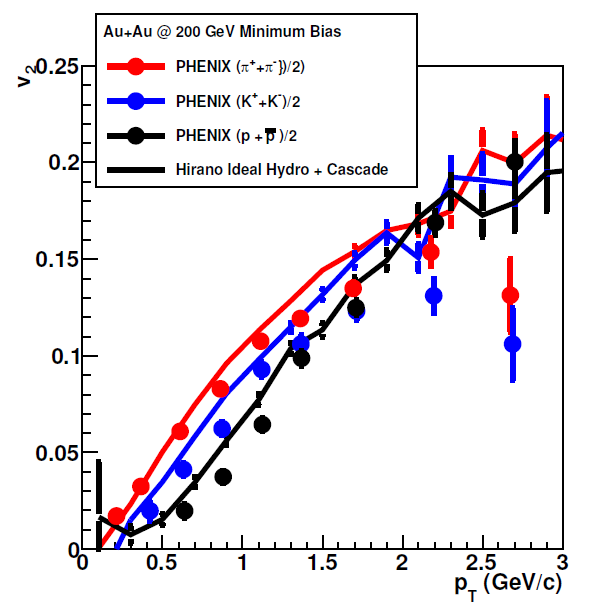 Au+Au @ 200 GeV Minimum Bias
PHENIX (π⁺+π⁻})/2)
PHENIX (K⁺+K⁻)/2
PHENIX (p + p̅)/2
Hirano Ideal Hydro + Cascade
v₂
0.25
0.2
0.15
0.1
0.05
0
0 0.5 1 1.5 2 2.5 3
p_T (GeV/c)